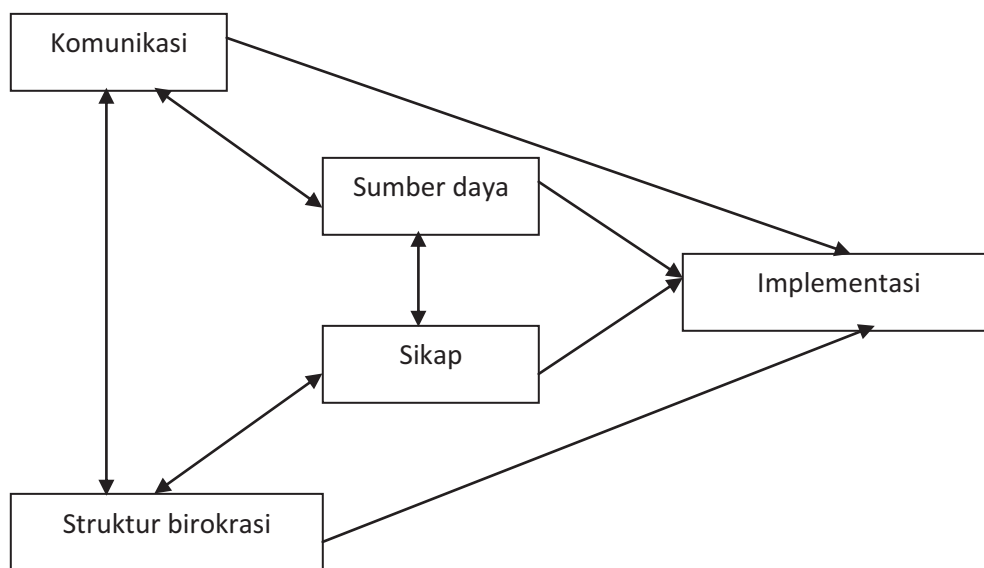 Komunikasi
Sumber daya
Implementasi
Sikap
Struktur birokrasi